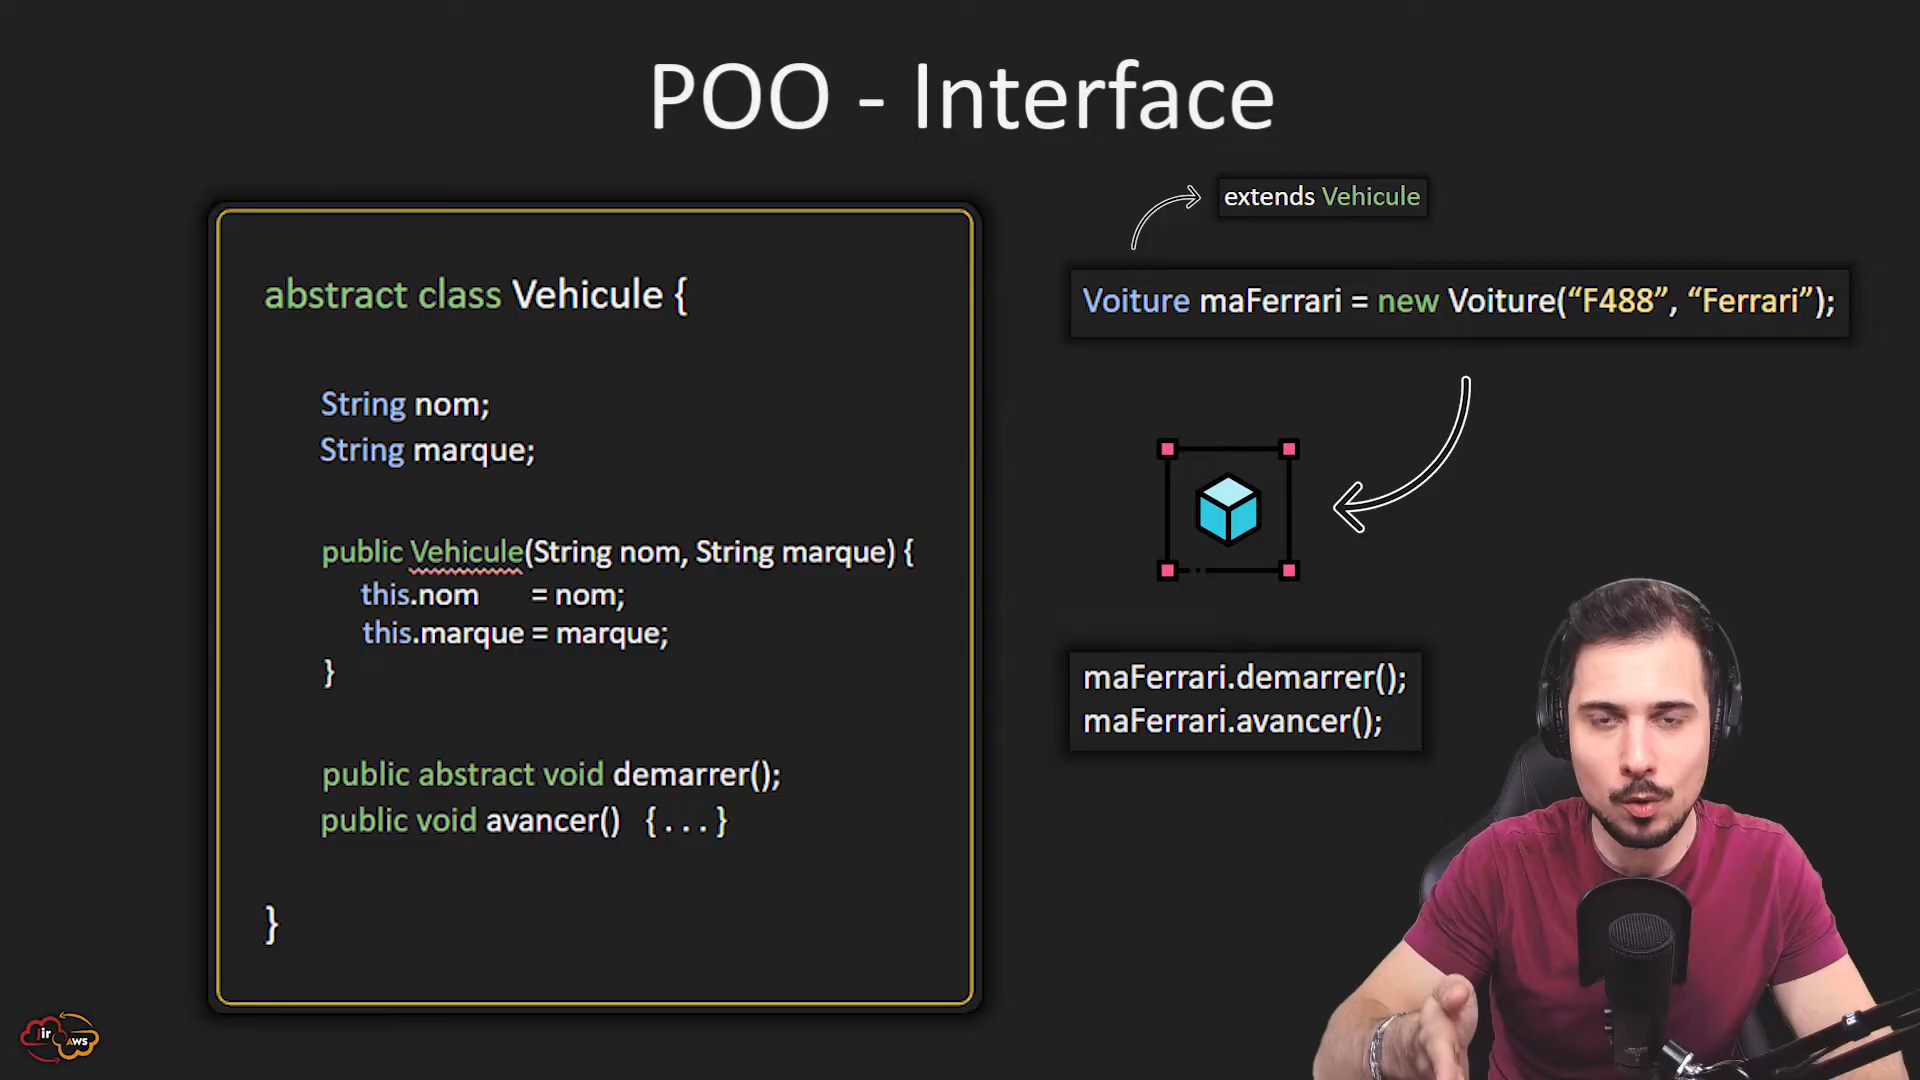 POO - Interface
extends Vehicule
abstract class Vehicule {
Voiture maFerrari = new Voiture(“F488”, “Ferrari”);
String nom;
String marque;
public Vehicule(String nom, String marque) {
this.nom = nom;
this.marque = marque;
}
maFerrari.demarrer();
maFerrari.avancer();
public abstract void demarrer();
public void avancer() { . . . }
}
Jir
AWS